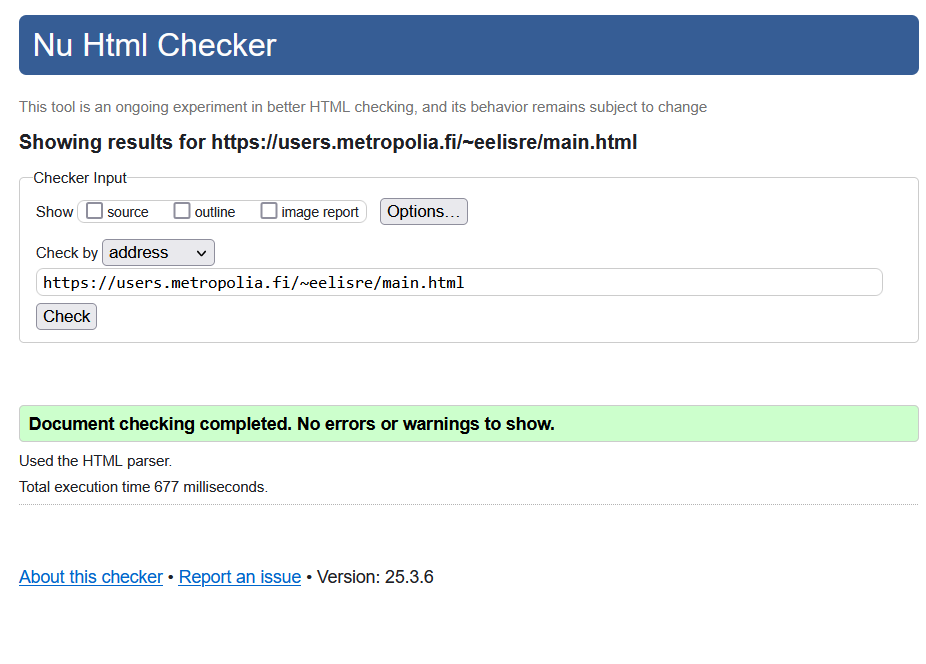 Nu Html Checker
This tool is an ongoing experiment in better HTML checking, and its behavior remains subject to change
Showing results for https://users.metropolia.fi/~eelisre/main.html
Checker Input
Show source outline image report Options...
Check by address
https://users.metropolia.fi/~eelisre/main.html
Check
Document checking completed. No errors or warnings to show.
Used the HTML parser.
Total execution time 677 milliseconds.
About this checker • Report an issue • Version: 25.3.6